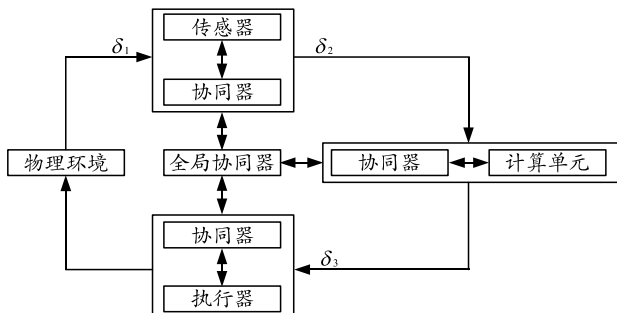 传感器
δ₁
δ₂
协同器
物理环境
全局协同器
协同器
计算单元
协同器
δ₃
执行器